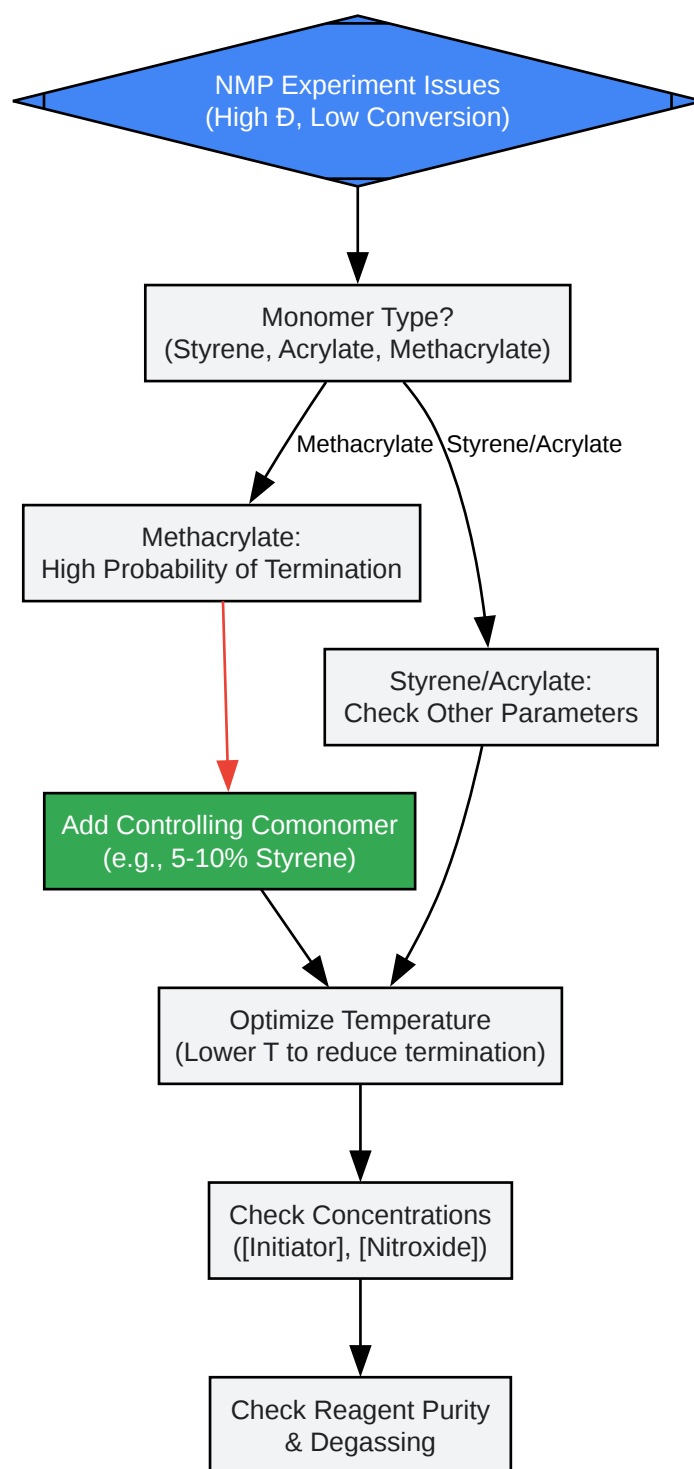 NMP Experiment Issues
(High Đ, Low Conversion)
Monomer Type?
(Styrene, Acrylate, Methacrylate)
Methacrylate
Styrene/Acrylate
Methacrylate:
High Probability of Termination
Styrene/Acrylate:
Check Other Parameters
Add Controlling Comonomer
(e.g., 5-10% Styrene)
Optimize Temperature
(Lower T to reduce termination)
Check Concentrations
([Initiator], [Nitroxide])
Check Reagent Purity
& Degassing